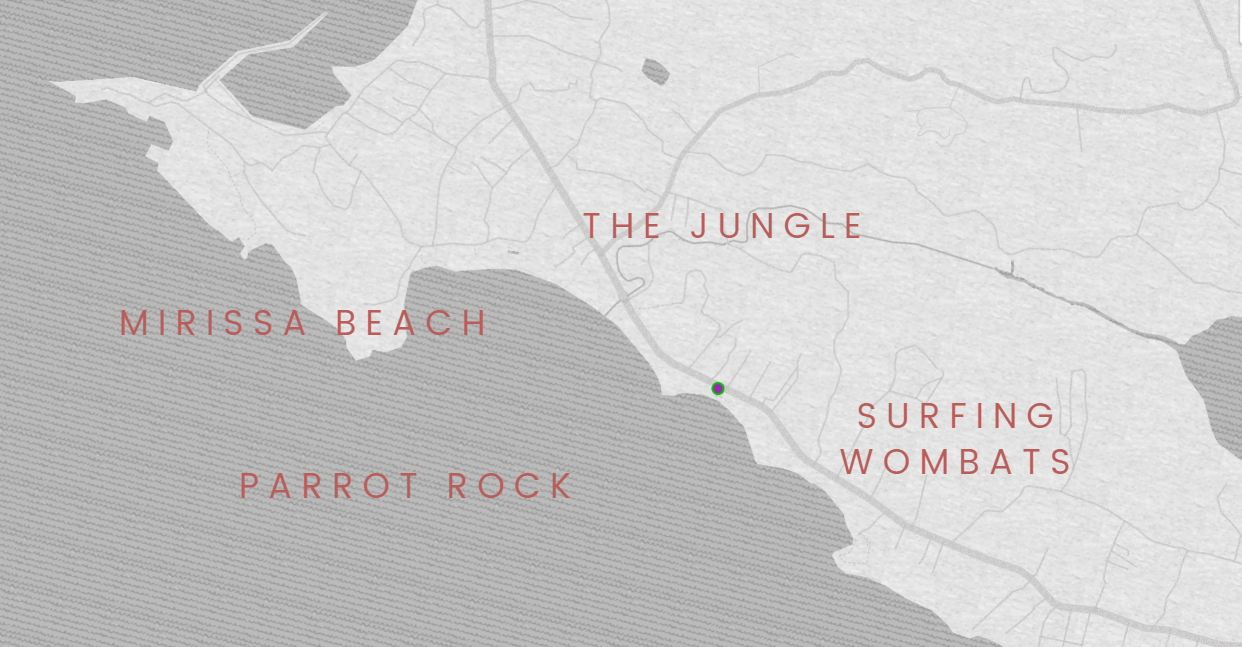 THE JUNGLE
MIRISSA BEACH
SURFING
WOMBATS
PARROT ROCK